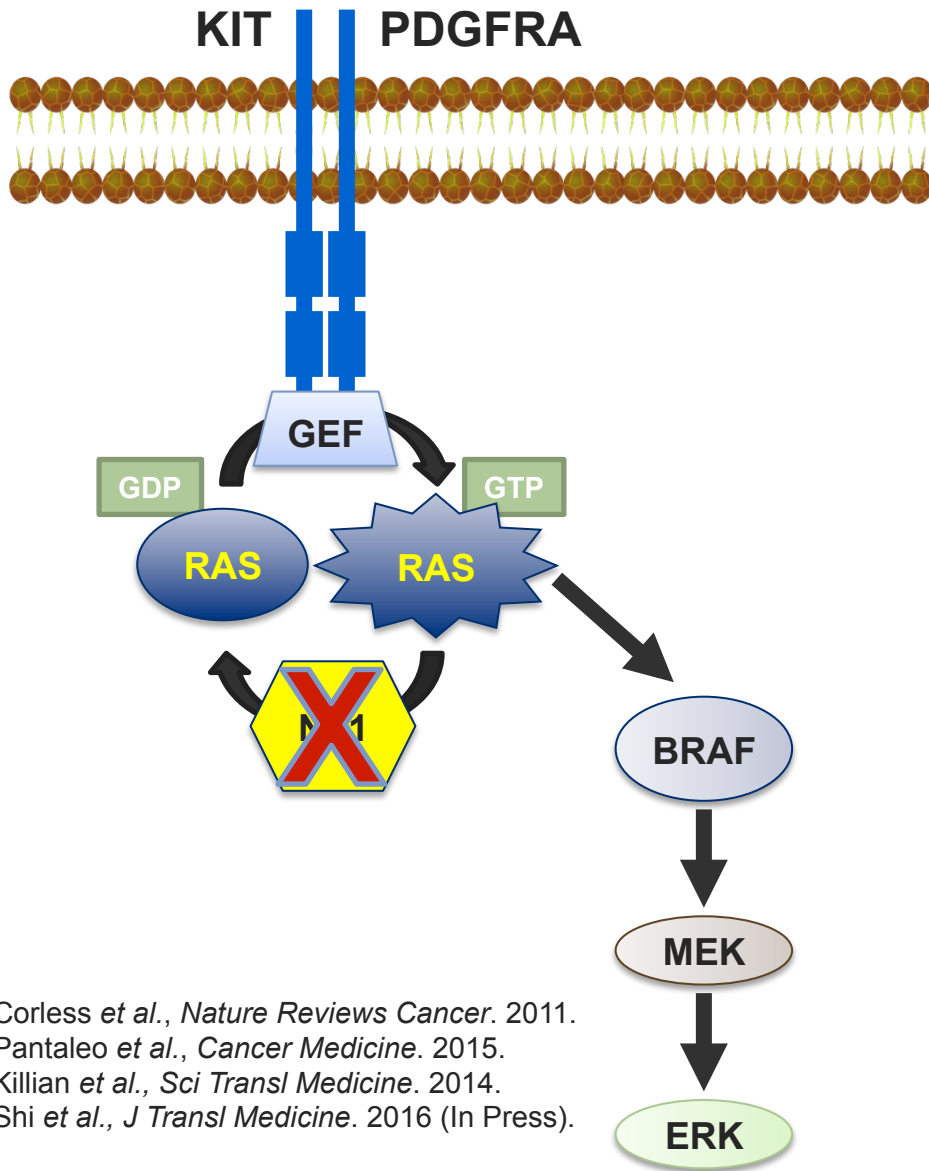 KIT PDGFRA
GEF
GDP GTP
RAS RAS
BRAF
MEK
Corless et al., Nature Reviews Cancer. 2011.
Pantaleo et al., Cancer Medicine. 2015.
Killian et al., Sci Transl Medicine. 2014.
Shi et al., J Transl Medicine. 2016 (In Press).
ERK